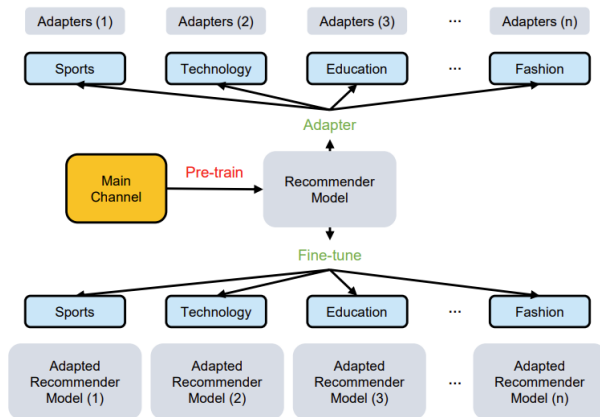 Adapters (1) Adapters (2) Adapters (3) ... Adapters (n)
Sports Technology Education ... Fashion
Adapter
Main
Channel
Pre-train
Recommender
Model
Fine-tune
Sports Technology Education ... Fashion
Adapted Adapted Adapted Adapted
Recommender Recommender Recommender ... Recommender
Model (1) Model (2) Model (3) Model (n)